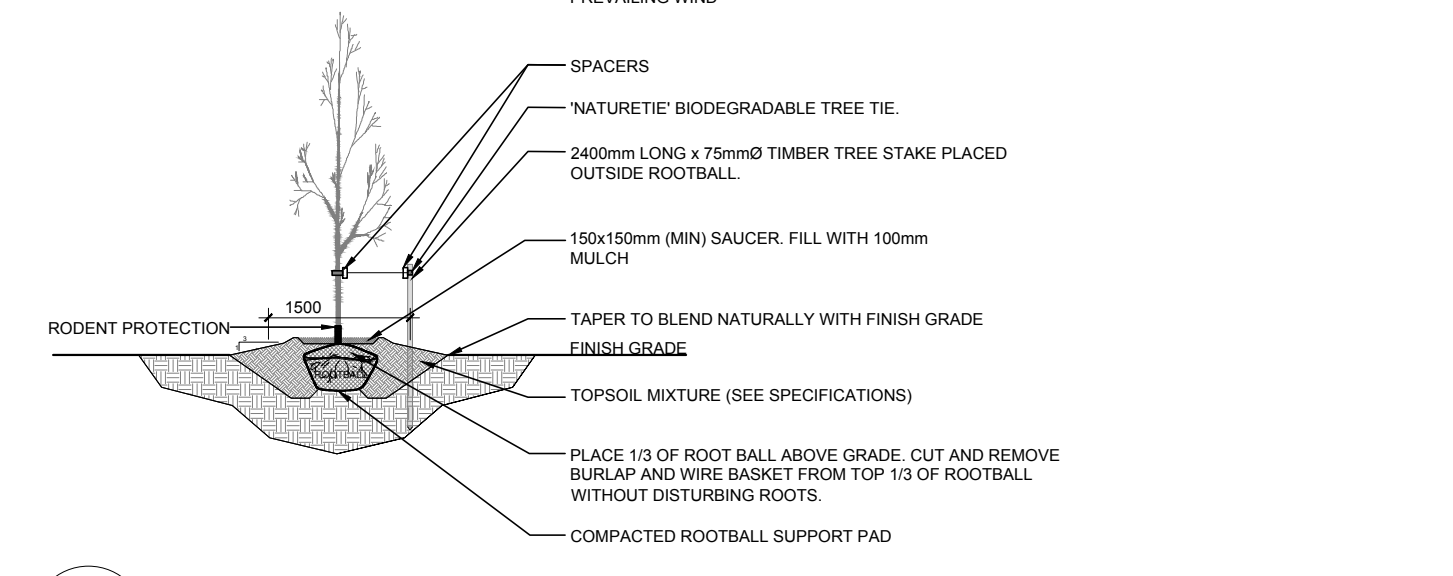 PREVAILING WIND
SPACERS
'NATURETIE' BIODEGRADABLE TREE TIE.
2400mm LONG x 75mmØ TIMBER TREE STAKE PLACED
OUTSIDE ROOTBALL.
150x150mm (MIN) SAUCER. FILL WITH 100mm
MULCH
1500
RODENT PROTECTION
TAPER TO BLEND NATURALLY WITH FINISH GRADE
3
FINISH GRADE
ROOTBALL
TOPSOIL MIXTURE (SEE SPECIFICATIONS)
PLACE 1/3 OF ROOT BALL ABOVE GRADE. CUT AND REMOVE
BURLAP AND WIRE BASKET FROM TOP 1/3 OF ROOTBALL
WITHOUT DISTURBING ROOTS.
COMPACTED ROOTBALL SUPPORT PAD